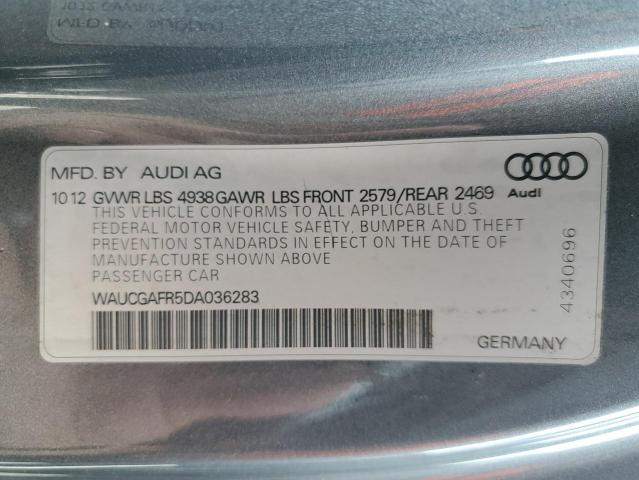 MFD. BY AUDI AG
10 12 GVWR LBS 4938 GAWR LBS FRONT 2579/REAR 2469 Audi
THIS VEHICLE CONFORMS TO ALL APPLICABLE U.S.
FEDERAL MOTOR VEHICLE SAFETY, BUMPER AND THEFT
PREVENTION STANDARDS IN EFFECT ON THE DATE OF
MANUFACTURE SHOWN ABOVE
PASSENGER CAR
WAUCGAFR5DA036283
GERMANY
4340696